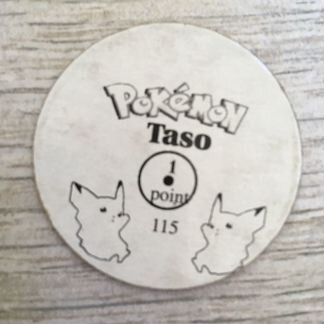 POKéMON
Taso
1
point
115